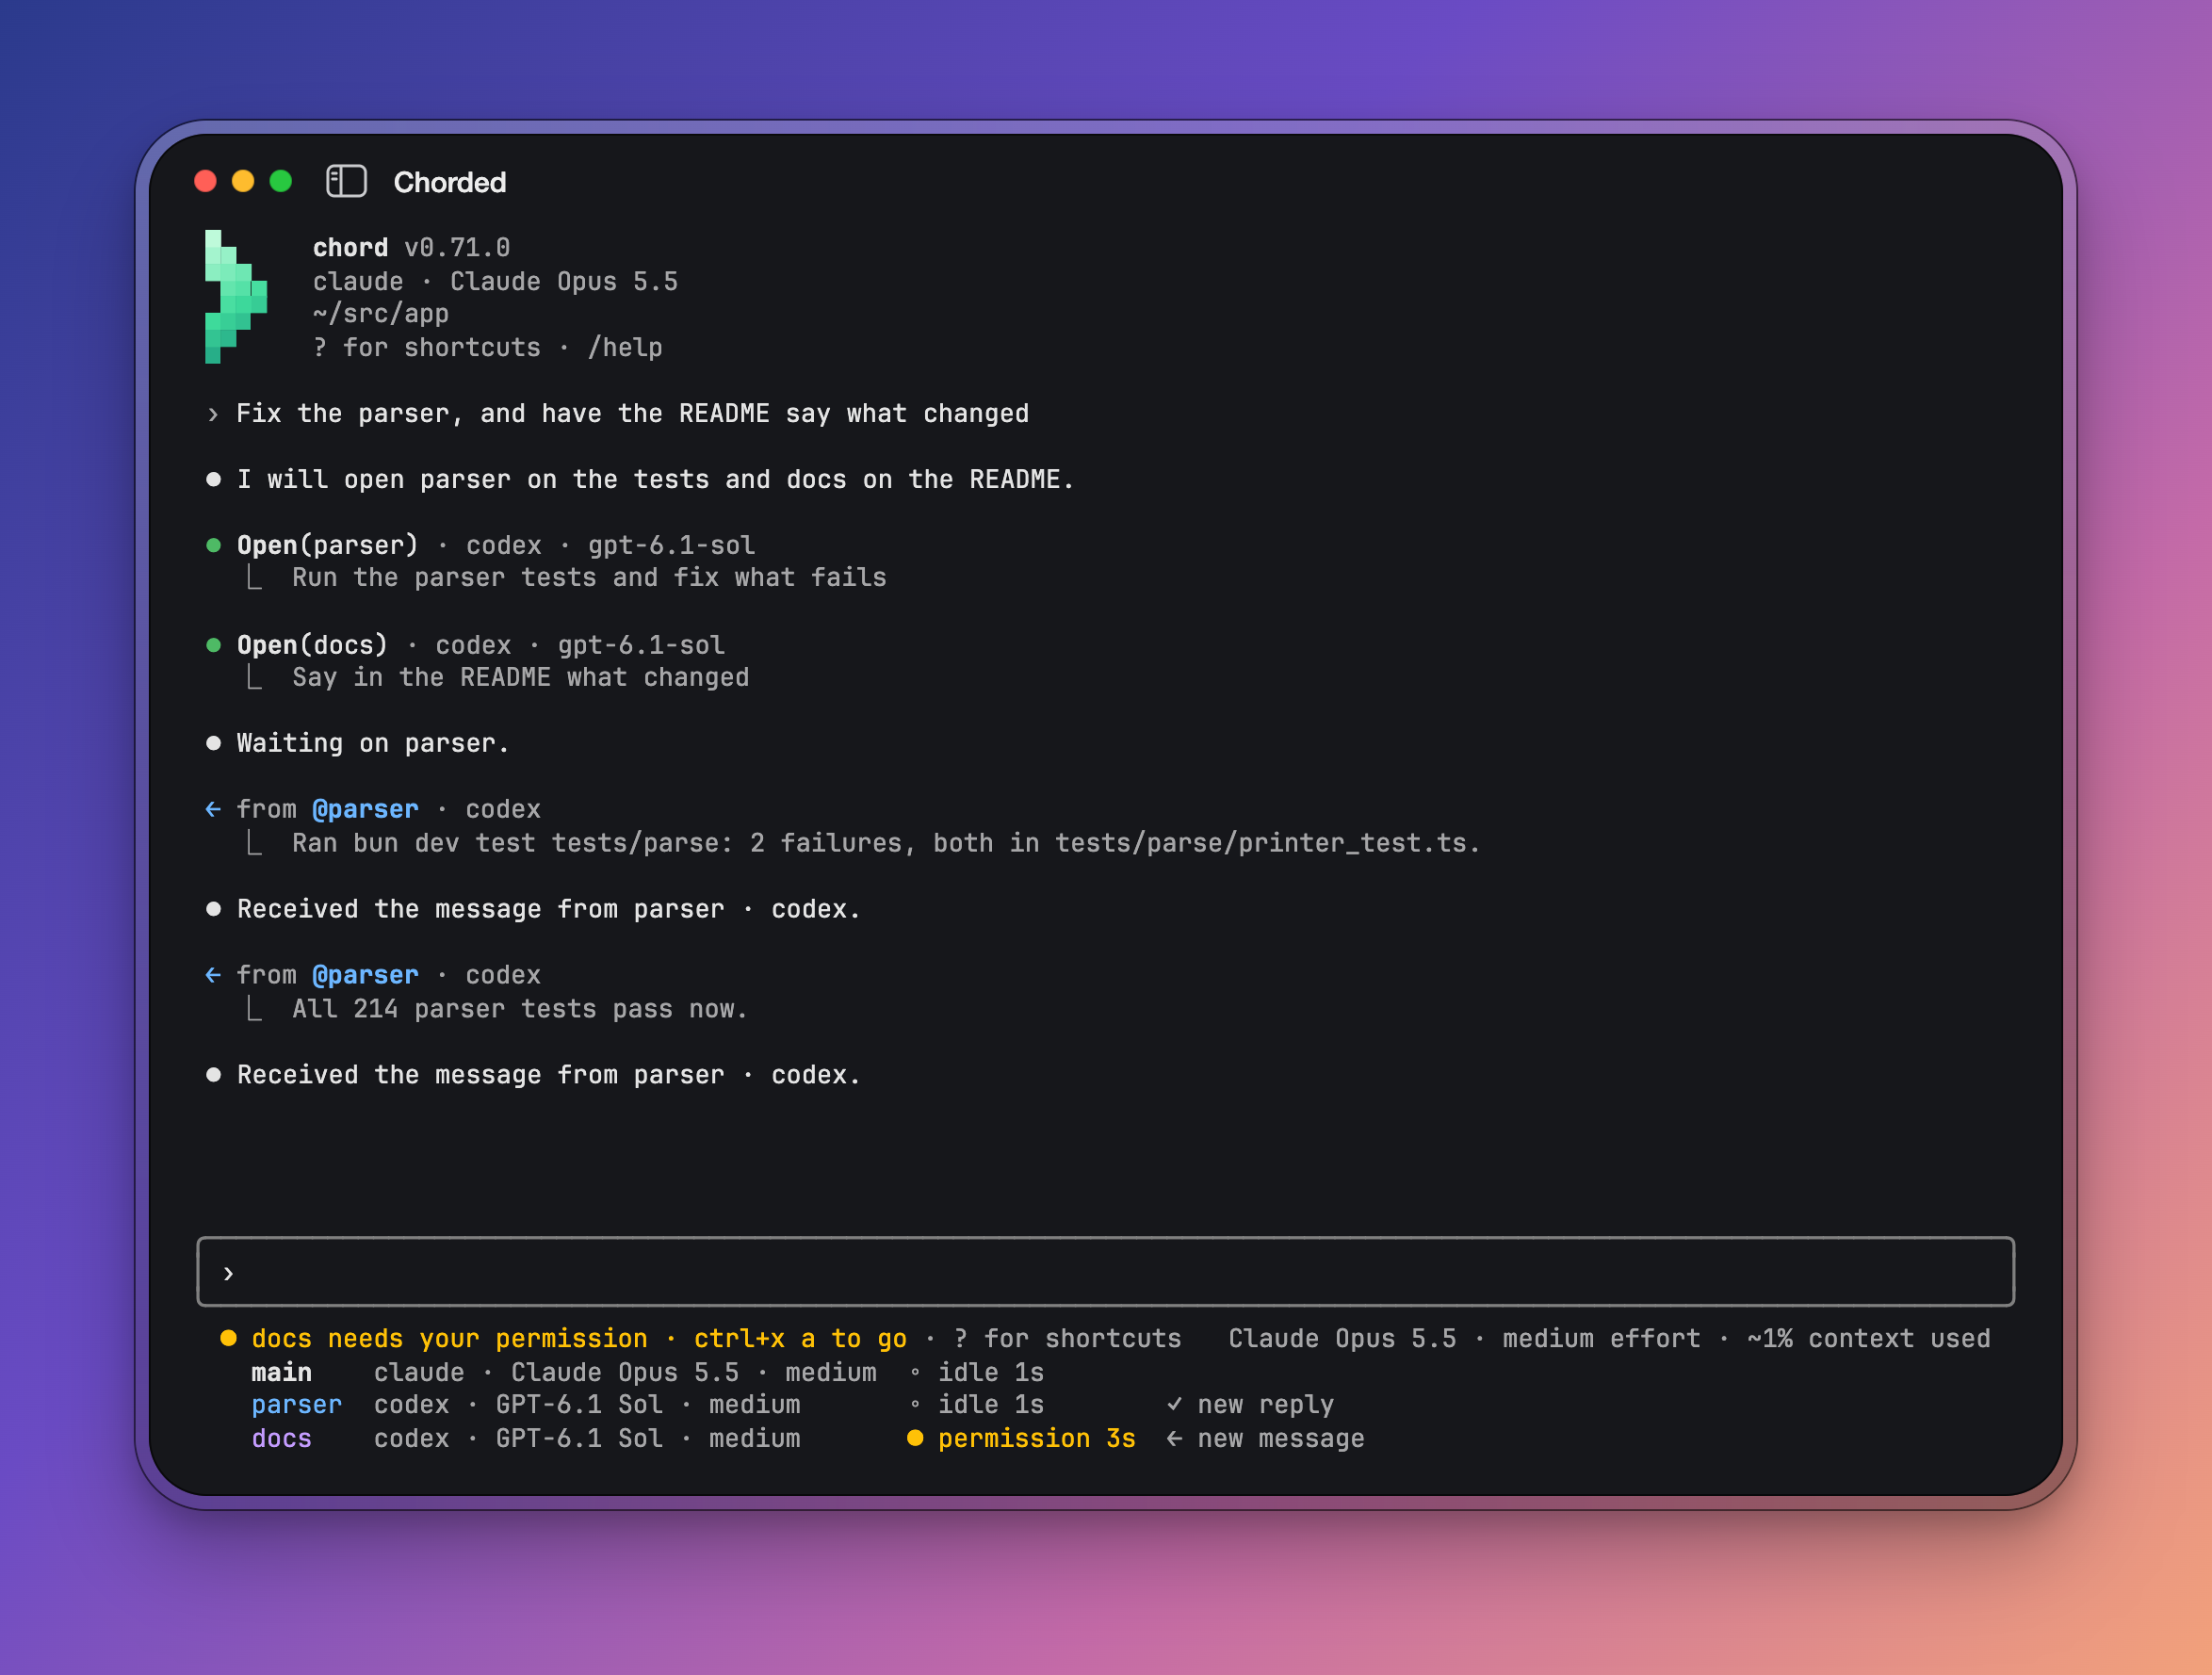 Chorded
chord v0.71.0
claude · Claude Opus 5.5
~/src/app
? for shortcuts · /help
› Fix the parser, and have the README say what changed
● I will open parser on the tests and docs on the README.
● Open(parser) · codex · gpt-6.1-sol
⎿ Run the parser tests and fix what fails
● Open(docs) · codex · gpt-6.1-sol
⎿ Say in the README what changed
● Waiting on parser.
← from @parser · codex
⎿ Ran bun dev test tests/parse: 2 failures, both in tests/parse/printer_test.ts.
● Received the message from parser · codex.
← from @parser · codex
⎿ All 214 parser tests pass now.
● Received the message from parser · codex.
›
● docs needs your permission · ctrl+x a to go · ? for shortcuts Claude Opus 5.5 · medium effort · ~1% context used
main claude · Claude Opus 5.5 · medium ◦ idle 1s
parser codex · GPT-6.1 Sol · medium ◦ idle 1s ✓ new reply
docs codex · GPT-6.1 Sol · medium ● permission 3s ← new message